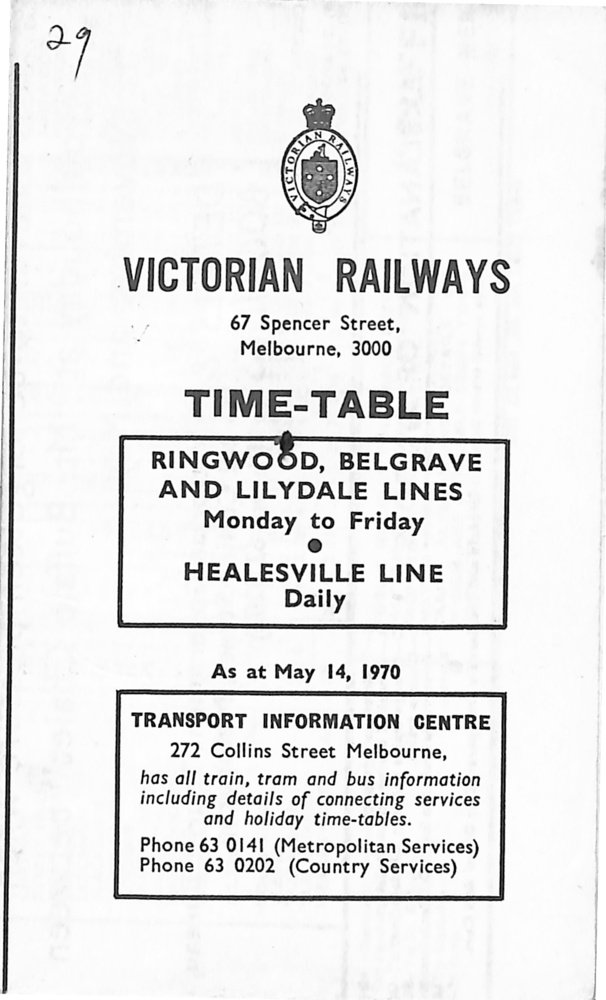 29
VICTORIAN RAILWAYS
VICTORIAN RAILWAYS
67 Spencer Street,
Melbourne, 3000
TIME-TABLE
RINGWOOD, BELGRAVE
AND LILYDALE LINES
Monday to Friday
HEALESVILLE LINE
Daily
As at May 14, 1970
TRANSPORT INFORMATION CENTRE
272 Collins Street Melbourne,
has all train, tram and bus information
including details of connecting services
and holiday time-tables.
Phone 63 0141 (Metropolitan Services)
Phone 63 0202 (Country Services)